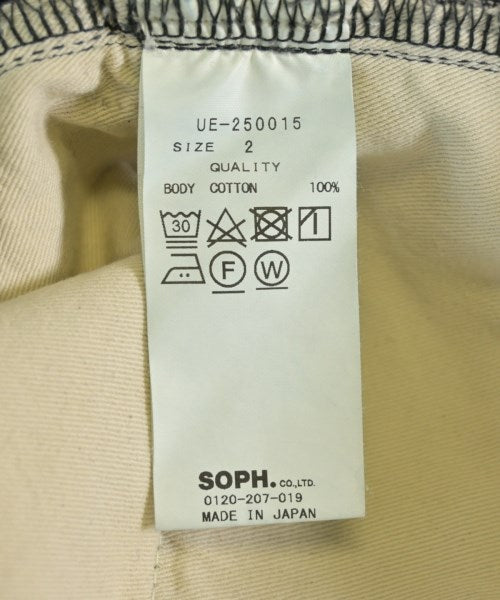 UE-250015
SIZE 2
QUALITY
BODY COTTON 100%
30
F W
SOPH. CO.,LTD.
0120-207-019
MADE IN JAPAN